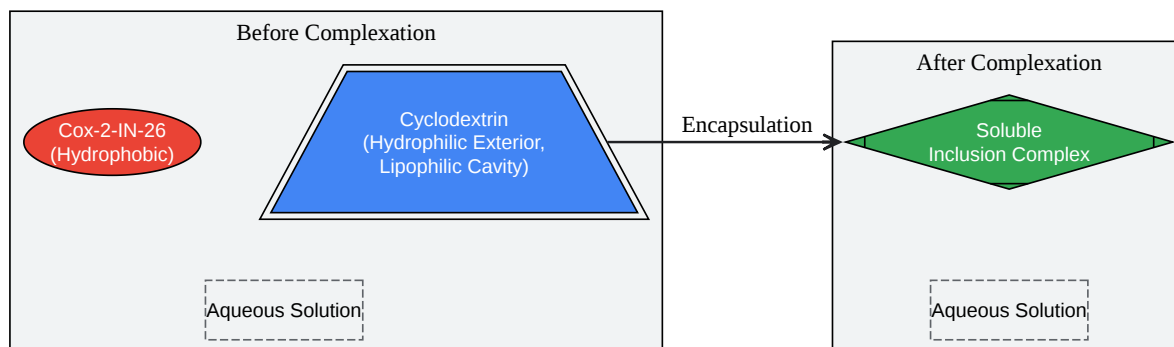 Before Complexation
Cox-2-IN-26
(Hydrophobic)
Cyclodextrin
(Hydrophilic Exterior,
Lipophilic Cavity)
Aqueous Solution
Encapsulation
After Complexation
Soluble
Inclusion Complex
Aqueous Solution